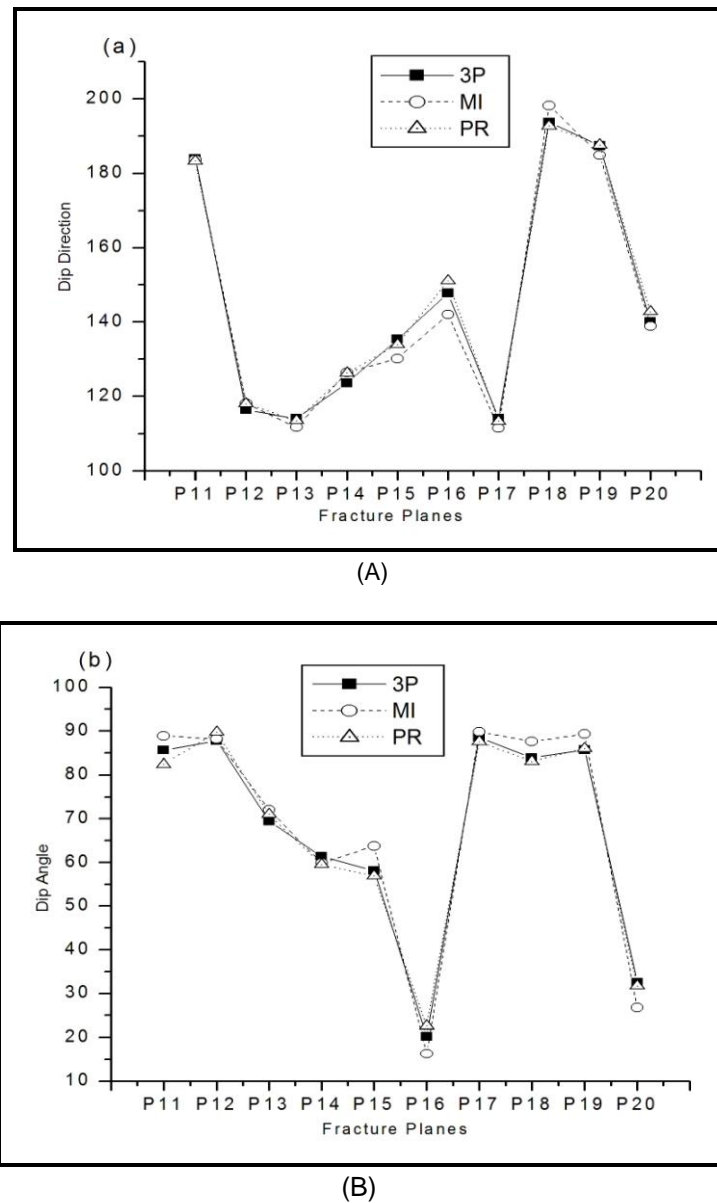 (a)
3P
MI
PR
200
180
160
140
120
100
Dip Direction
P11 P12 P13 P14 P15 P16 P17 P18 P19 P20
Fracture Planes
(A)
(b)
3P
MI
PR
100
90
80
70
60
50
40
30
20
10
Dip Angle
P11 P12 P13 P14 P15 P16 P17 P18 P19 P20
Fracture Planes
(B)